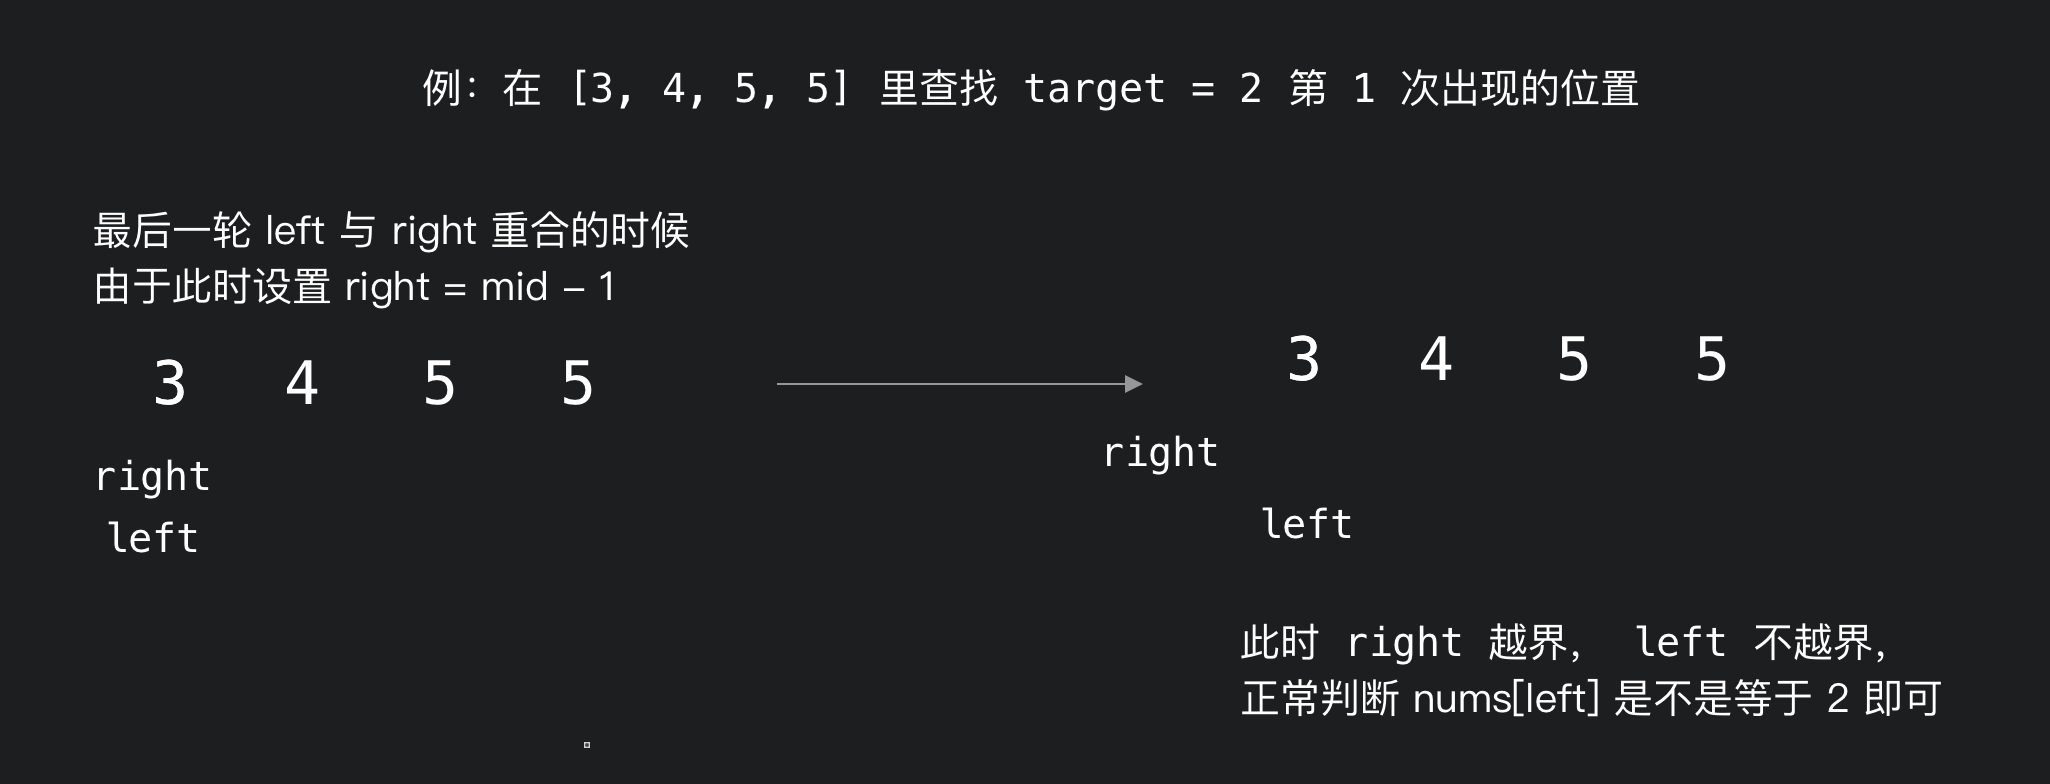 例：在 [3, 4, 5, 5] 里查找 target = 2 第 1 次出现的位置
最后一轮 left 与 right 重合的时候
由于此时设置 right = mid – 1
3 4 5 5
right
left
3 4 5 5
right
left
此时 right 越界， left 不越界，
正常判断 nums[left] 是不是等于 2 即可